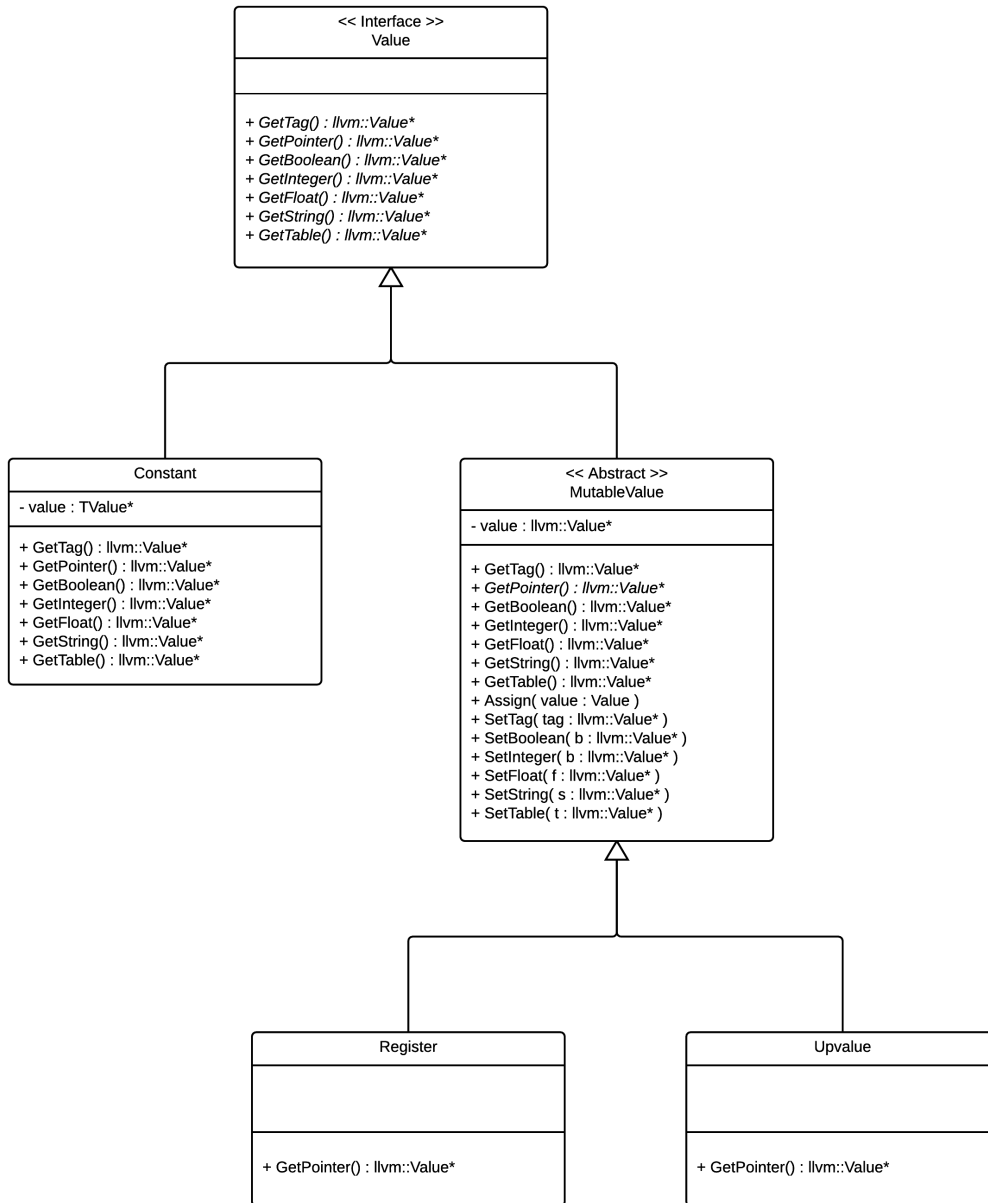 << Interface >>
Value
+ GetTag() : llvm::Value*
+ GetPointer() : llvm::Value*
+ GetBoolean() : llvm::Value*
+ GetInteger() : llvm::Value*
+ GetFloat() : llvm::Value*
+ GetString() : llvm::Value*
+ GetTable() : llvm::Value*
Constant
- value : TValue*
+ GetTag() : llvm::Value*
+ GetPointer() : llvm::Value*
+ GetBoolean() : llvm::Value*
+ GetInteger() : llvm::Value*
+ GetFloat() : llvm::Value*
+ GetString() : llvm::Value*
+ GetTable() : llvm::Value*
<< Abstract >>
MutableValue
- value : llvm::Value*
+ GetTag() : llvm::Value*
+ GetPointer() : llvm::Value*
+ GetBoolean() : llvm::Value*
+ GetInteger() : llvm::Value*
+ GetFloat() : llvm::Value*
+ GetString() : llvm::Value*
+ GetTable() : llvm::Value*
+ Assign( value : Value )
+ SetTag( tag : llvm::Value* )
+ SetBoolean( b : llvm::Value* )
+ SetInteger( b : llvm::Value* )
+ SetFloat( f : llvm::Value* )
+ SetString( s : llvm::Value* )
+ SetTable( t : llvm::Value* )
Register
+ GetPointer() : llvm::Value*
Upvalue
+ GetPointer() : llvm::Value*